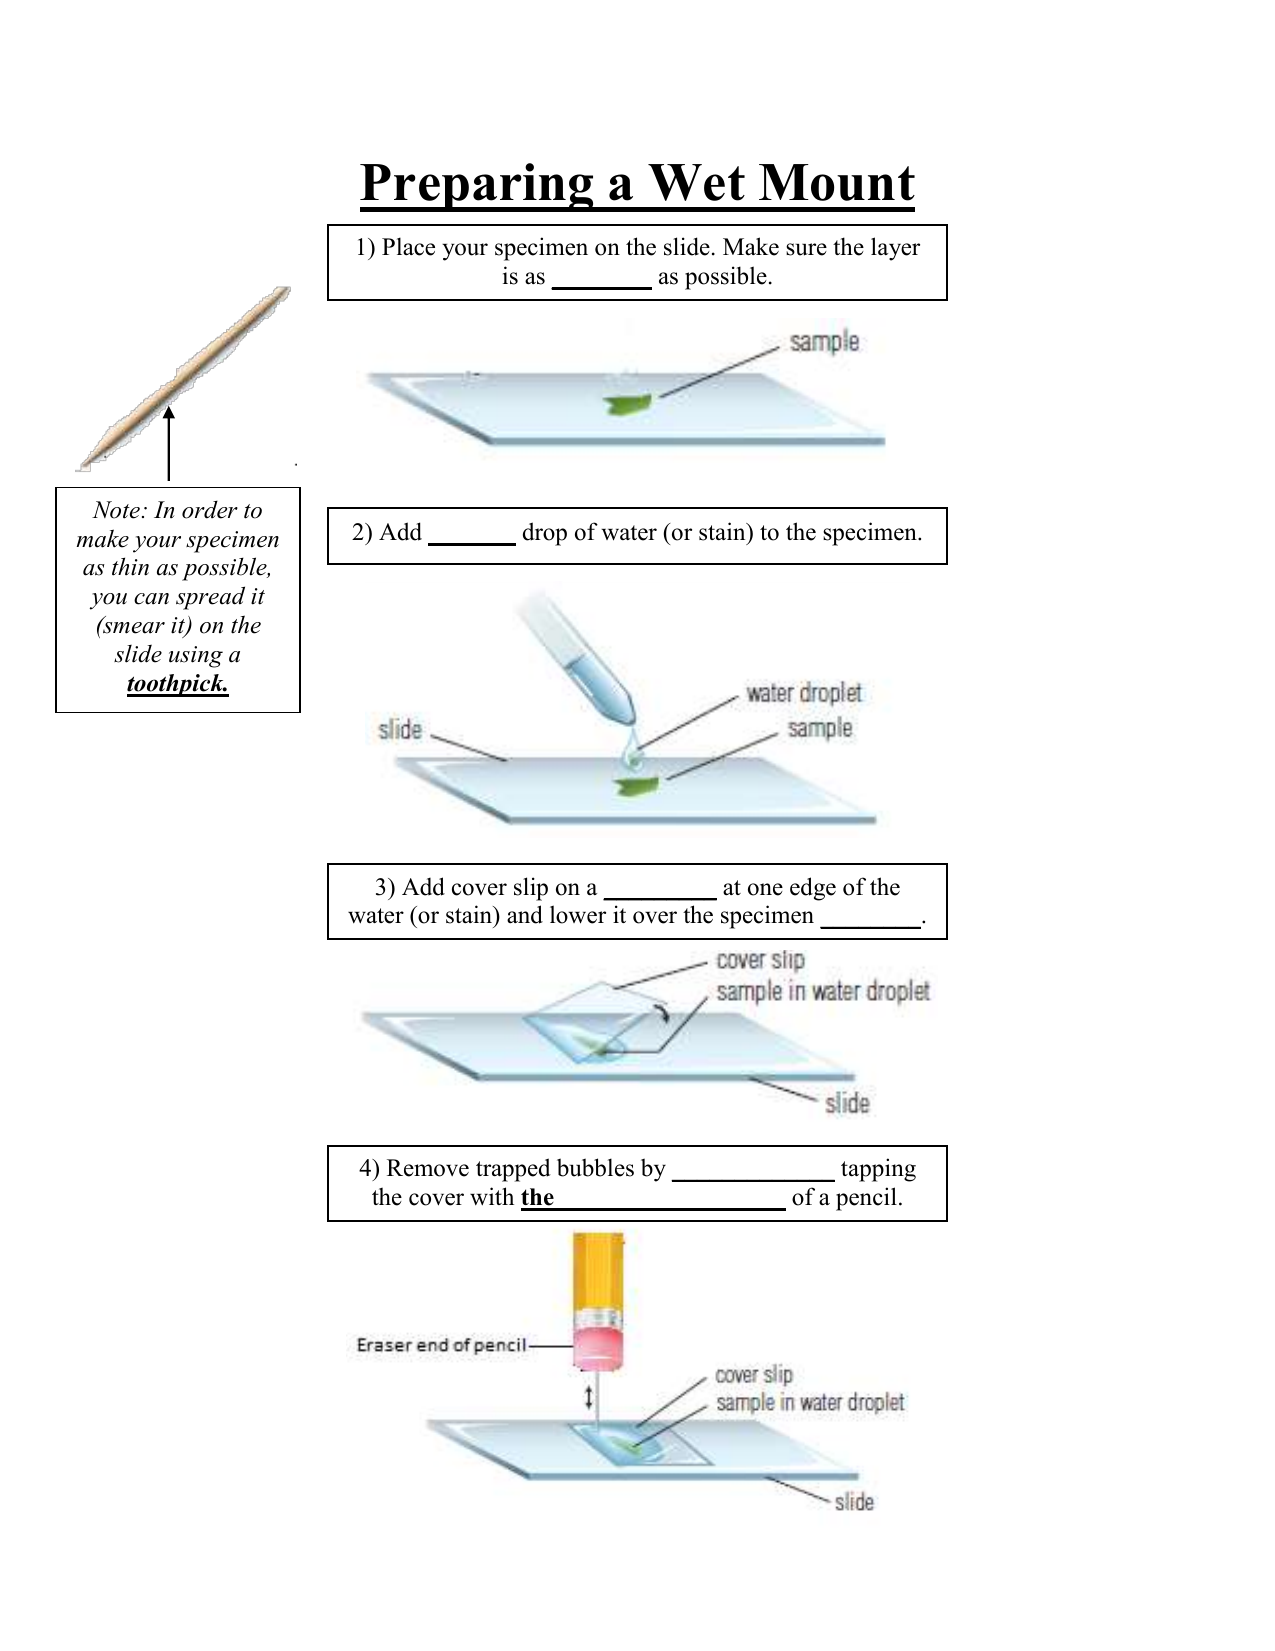 Preparing a Wet Mount
1) Place your specimen on the slide. Make sure the layer
is as ________ as possible.
sample
Note: In order to
make your specimen
as thin as possible,
you can spread it
(smear it) on the
slide using a
toothpick.
2) Add _______ drop of water (or stain) to the specimen.
water droplet
sample
slide
3) Add cover slip on a _________ at one edge of the
water (or stain) and lower it over the specimen ________.
cover slip
sample in water droplet
slide
4) Remove trapped bubbles by _____________ tapping
the cover with the___________________ of a pencil.
Eraser end of pencil
cover slip
sample in water droplet
slide